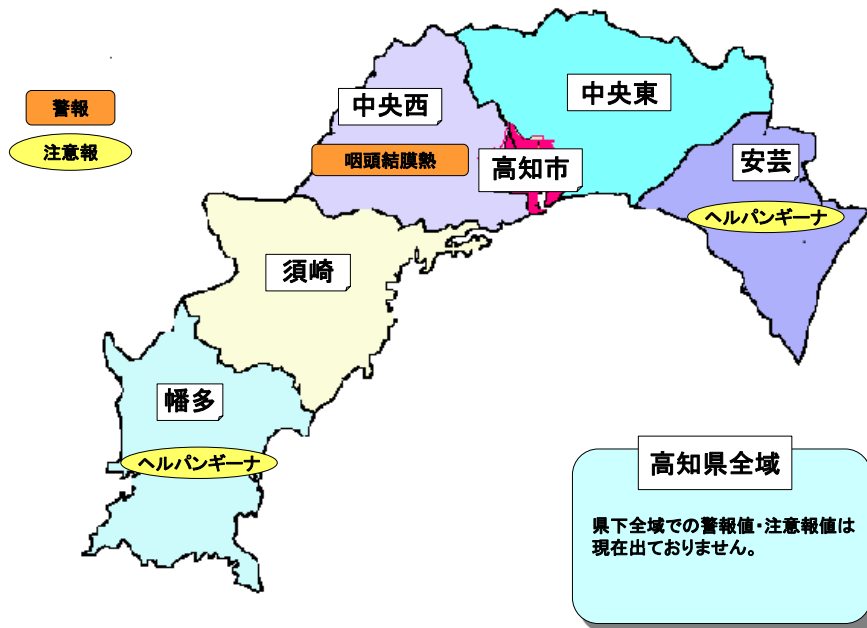 警報
注意報
中央西
中央東
咽頭結膜熱
高知市
安芸
ヘルパンギーナ
須崎
幡多
ヘルパンギーナ
高知県全域
県下全域での警報値・注意報値は
現在出ておりません。